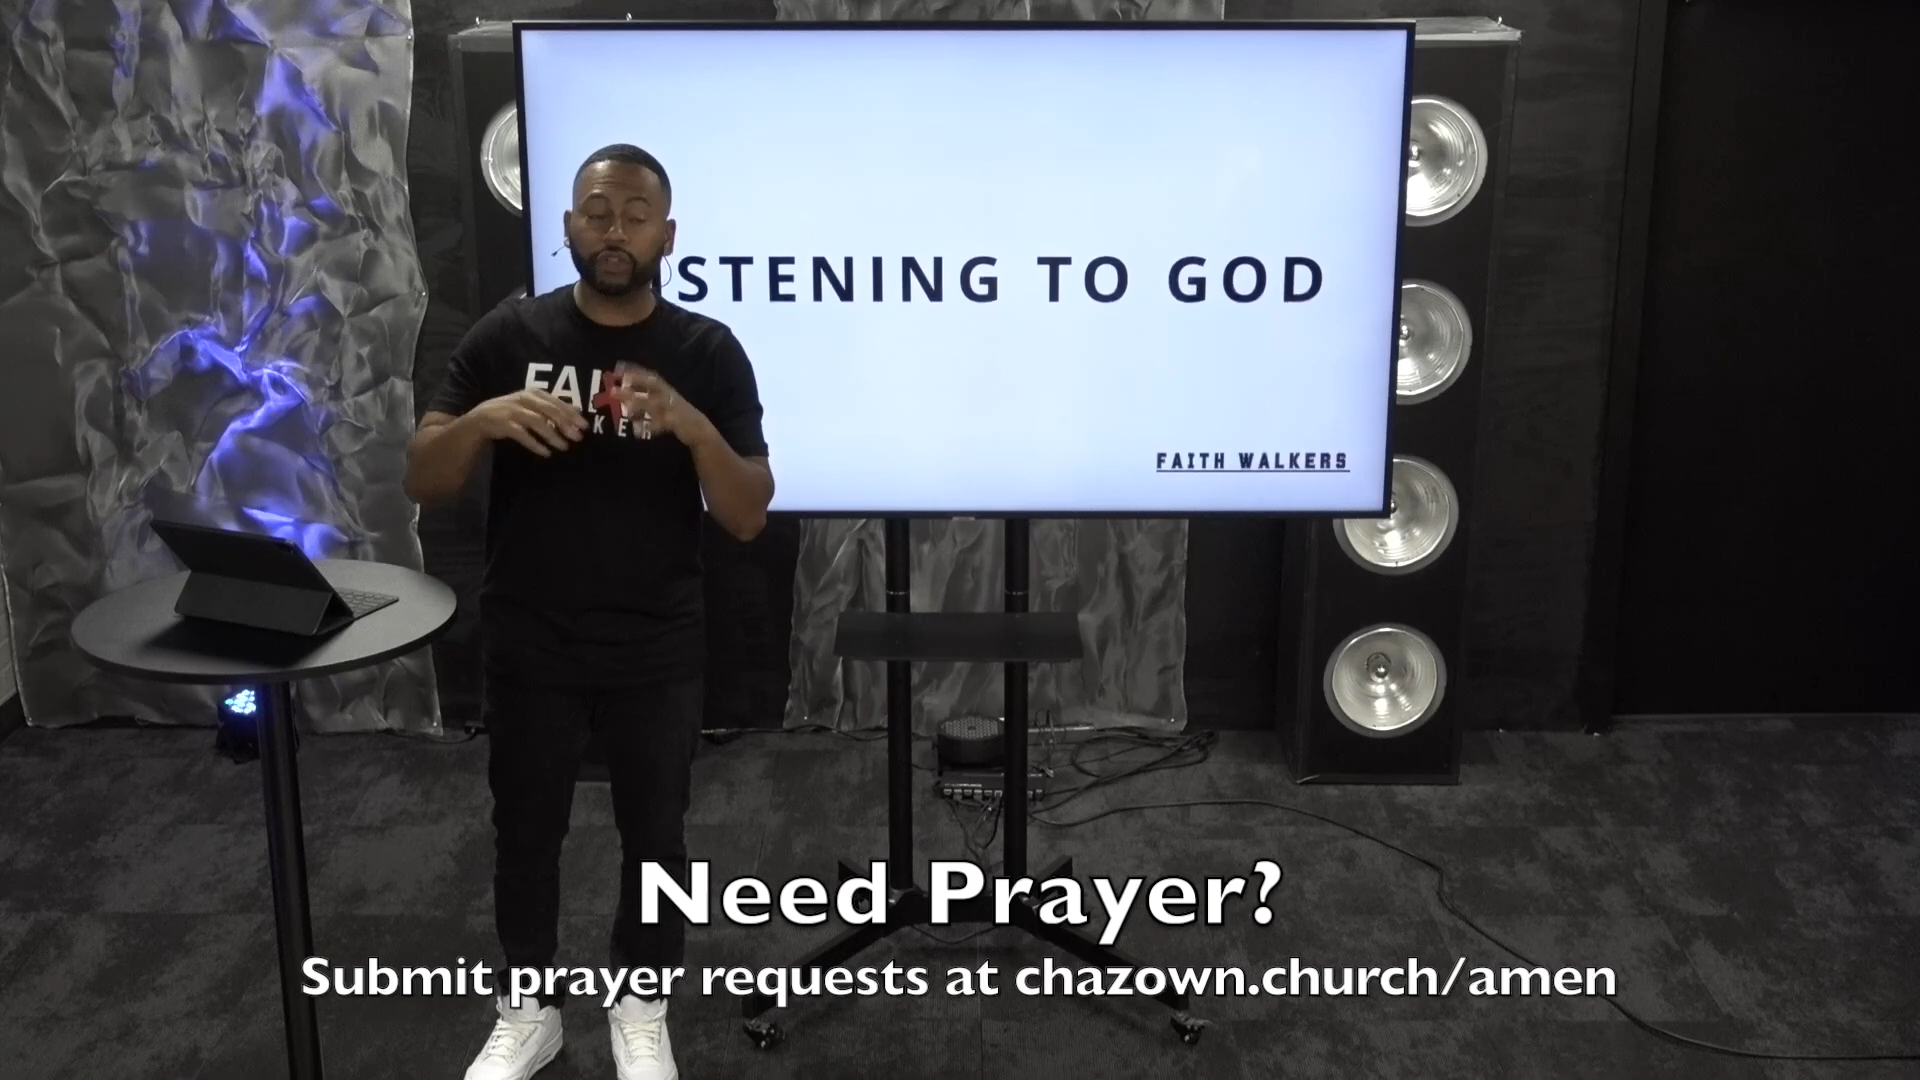 STENING TO GOD
FAITH WALKERS
Need Prayer?
Submit prayer requests at chazown.church/amen